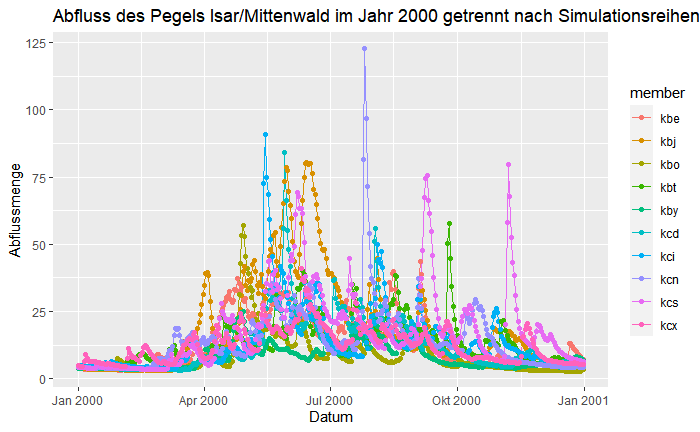 Abfluss des Pegels Isar/Mittenwald im Jahr 2000 getrennt nach Simulationsreihen
125
100
75
50
25
0
Abflussmenge
Jan 2000
Apr 2000
Jul 2000
Okt 2000
Jan 2001
Datum
member
kbe
kbj
kbo
kbt
kby
kcd
kci
kcn
kcs
kcx